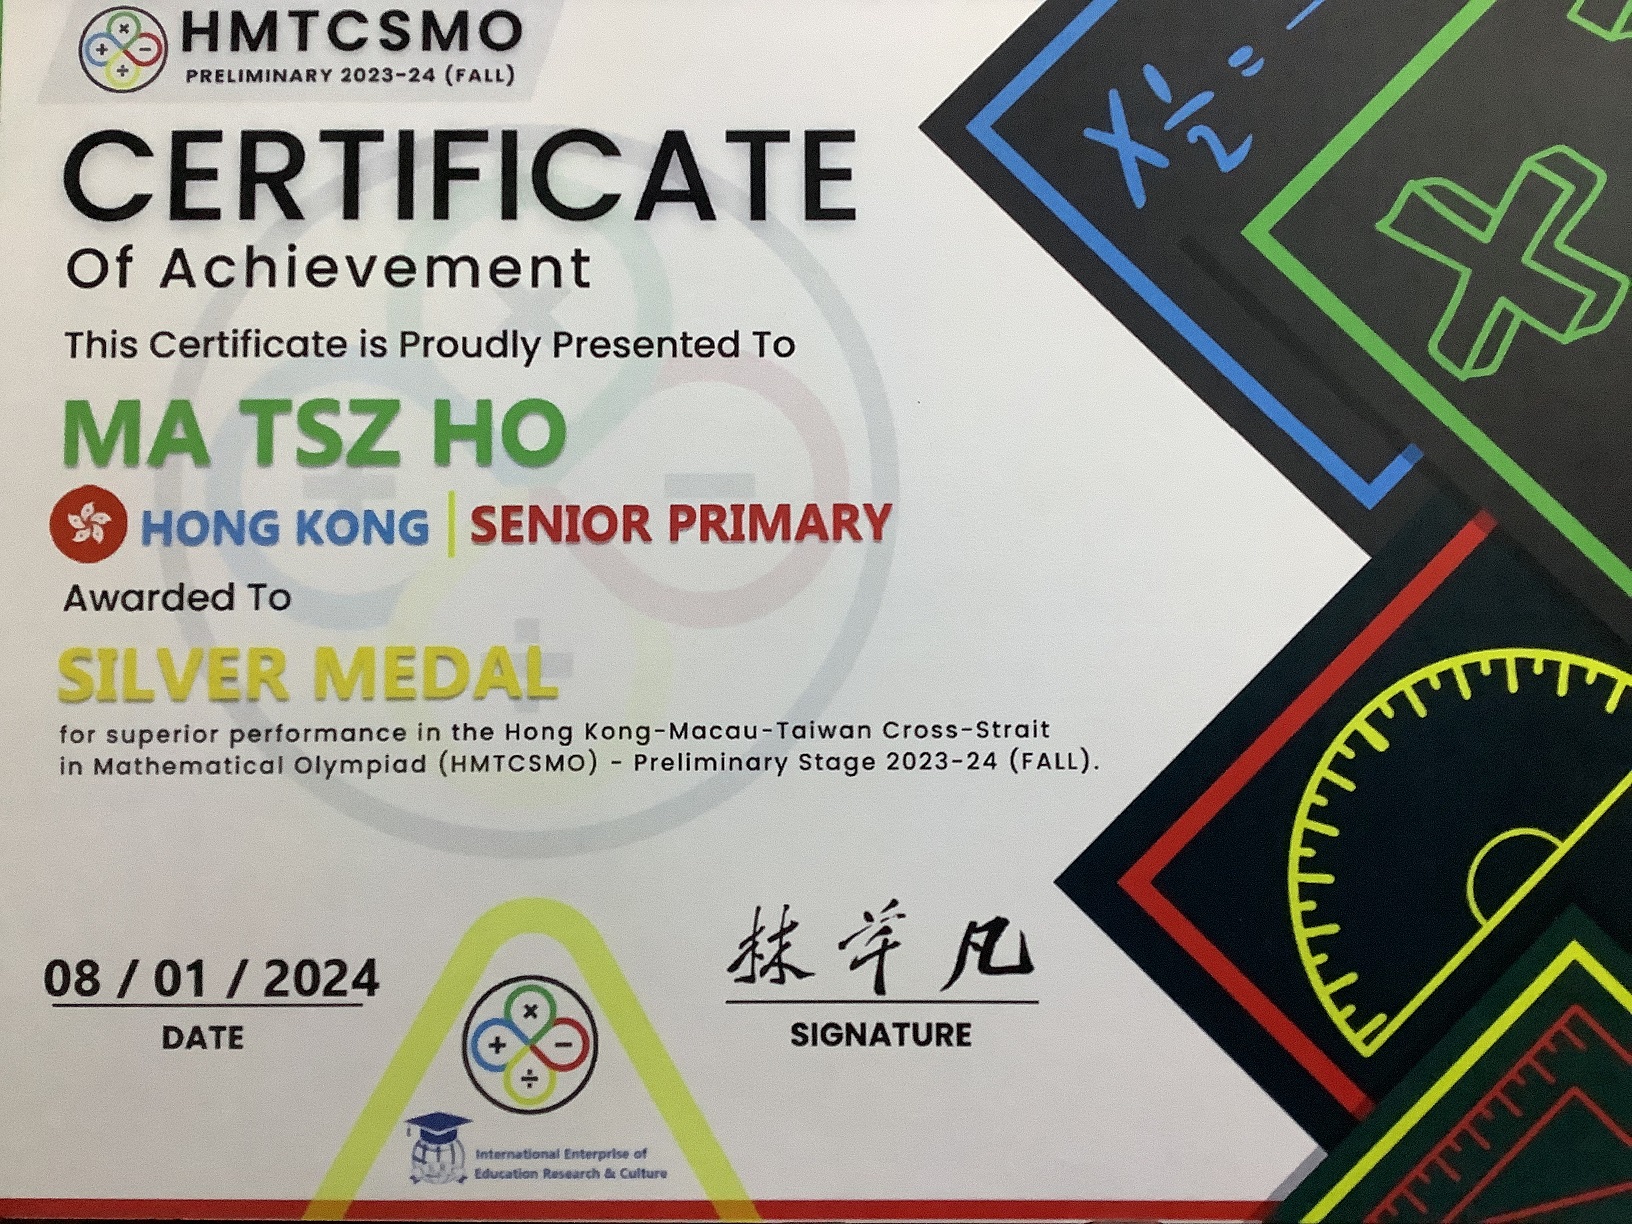 HMTCSMO
PRELIMINARY 2023-24 (FALL)
CERTIFICATE
Of Achievement
This Certificate is Proudly Presented To
MA TSZ HO
HONG KONG | SENIOR PRIMARY
Awarded To
SILVER MEDAL
for superior performance in the Hong Kong-Macau-Taiwan Cross-Strait
in Mathematical Olympiad (HMTCSMO) - Preliminary Stage 2023-24 (FALL).
08 / 01 / 2024
DATE
SIGNATURE
International Enterprise of
Education Research & Culture
X 1/2 =